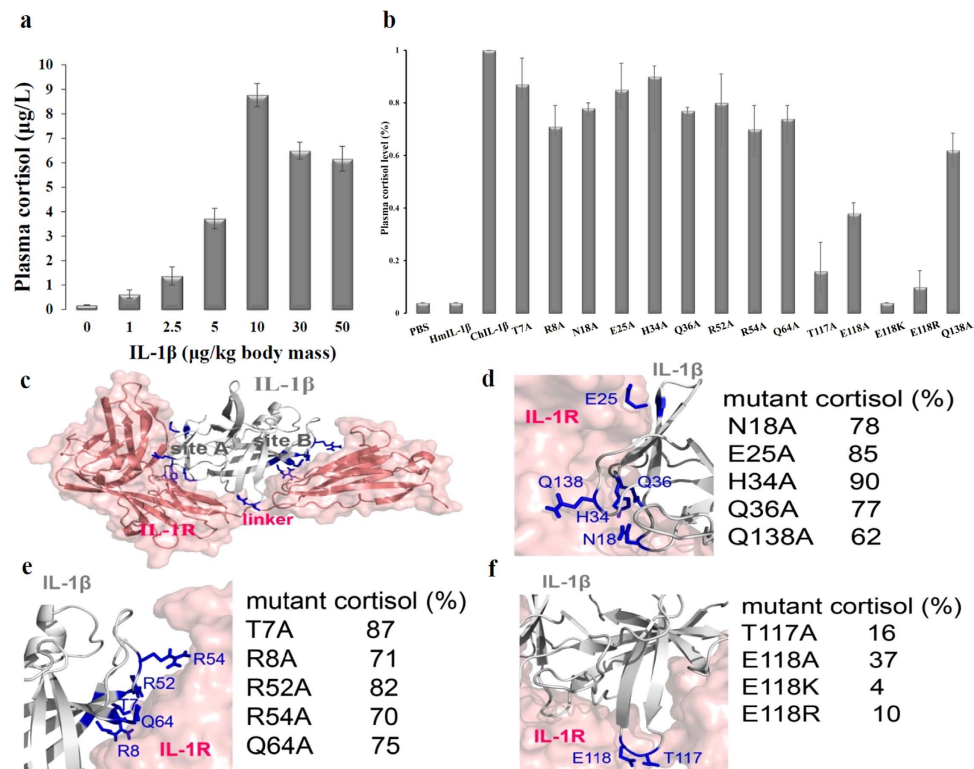 a
Plasma cortisol (µg/L)
10
9
8
7
6
5
4
3
2
1
0
0 1 2.5 5 10 30 50
IL-1β (µg/kg body mass)
b
Plasma cortisol level (%)
1
0.8
0.6
0.4
0.2
0
PBS HmIL-1β ChIL-1β T7A R8A N18A E25A H34A Q36A R52A R54A Q64A T117A E118A E118K E118R Q138A
c
IL-1β
site A
site B
IL-1R
linker
d
IL-1β
E25
IL-1R
Q138
Q36
H34
N18
mutant cortisol (%)
N18A 78
E25A 85
H34A 90
Q36A 77
Q138A 62
e
IL-1β
R54
R52
Q64
R8
IL-1R
mutant cortisol (%)
T7A 87
R8A 71
R52A 82
R54A 70
Q64A 75
f
IL-1β
IL-1R
E118
T117
mutant cortisol (%)
T117A 16
E118A 37
E118K 4
E118R 10